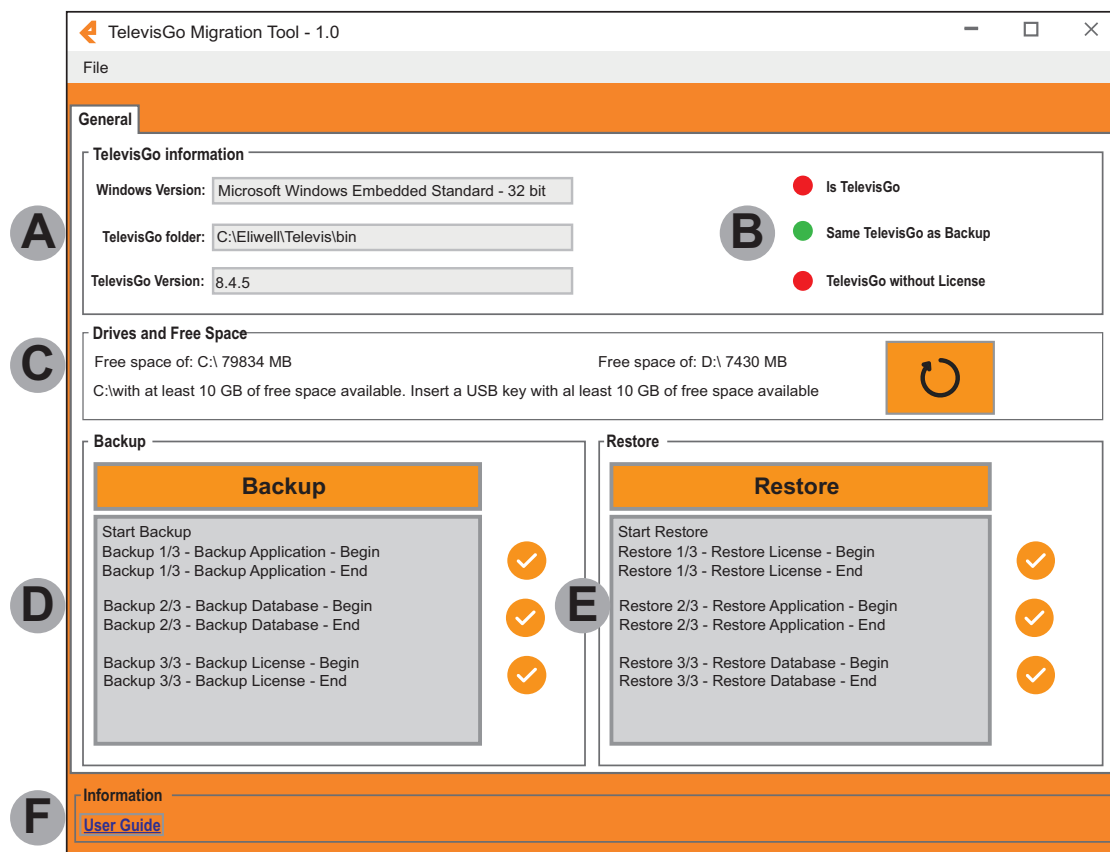 TelevisGo Migration Tool - 1.0
File
General
TelevisGo information
Windows Version: Microsoft Windows Embedded Standard - 32 bit
Is TelevisGo
A
TelevisGo folder: C:\Eliwell\Televis\bin
B
Same TelevisGo as Backup
TelevisGo Version: 8.4.5
TelevisGo without License
Drives and Free Space
C
Free space of: C:\ 79834 MB
Free space of: D:\ 7430 MB
C:\with at least 10 GB of free space available. Insert a USB key with al least 10 GB of free space available
Backup
Backup
Start Backup
Backup 1/3 - Backup Application - Begin
Backup 1/3 - Backup Application - End
D
Backup 2/3 - Backup Database - Begin
Backup 2/3 - Backup Database - End
Backup 3/3 - Backup License - Begin
Backup 3/3 - Backup License - End
Restore
Restore
Start Restore
Restore 1/3 - Restore License - Begin
Restore 1/3 - Restore License - End
E
Restore 2/3 - Restore Application - Begin
Restore 2/3 - Restore Application - End
Restore 3/3 - Restore Database - Begin
Restore 3/3 - Restore Database - End
Information
F
User Guide